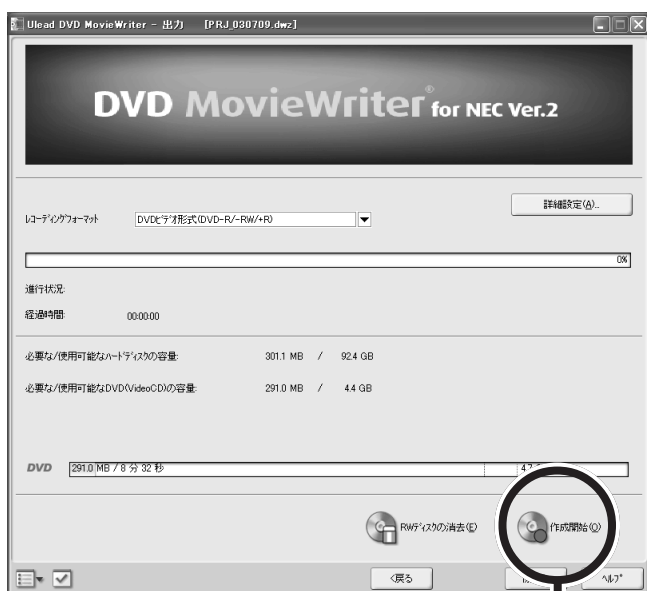 Ulead DVD MovieWriter - 出力 [PRJ_030709.dwz]
DVD MovieWriter® for NEC Ver.2
詳細設定(A)...
レコーディングフォーマット DVDビデオ形式(DVD-R/-RW/+R)
0%
進行状況:
経過時間: 00:00:00
必要な/使用可能なハードディスクの容量: 301.1 MB / 92.4 GB
必要な/使用可能なDVD(VideoCD)の容量: 291.0 MB / 4.4 GB
DVD 291.0 MB / 8 分 32 秒 4.7
RWディスクの消去(E) 作成開始(O)
<戻る ヘルプ